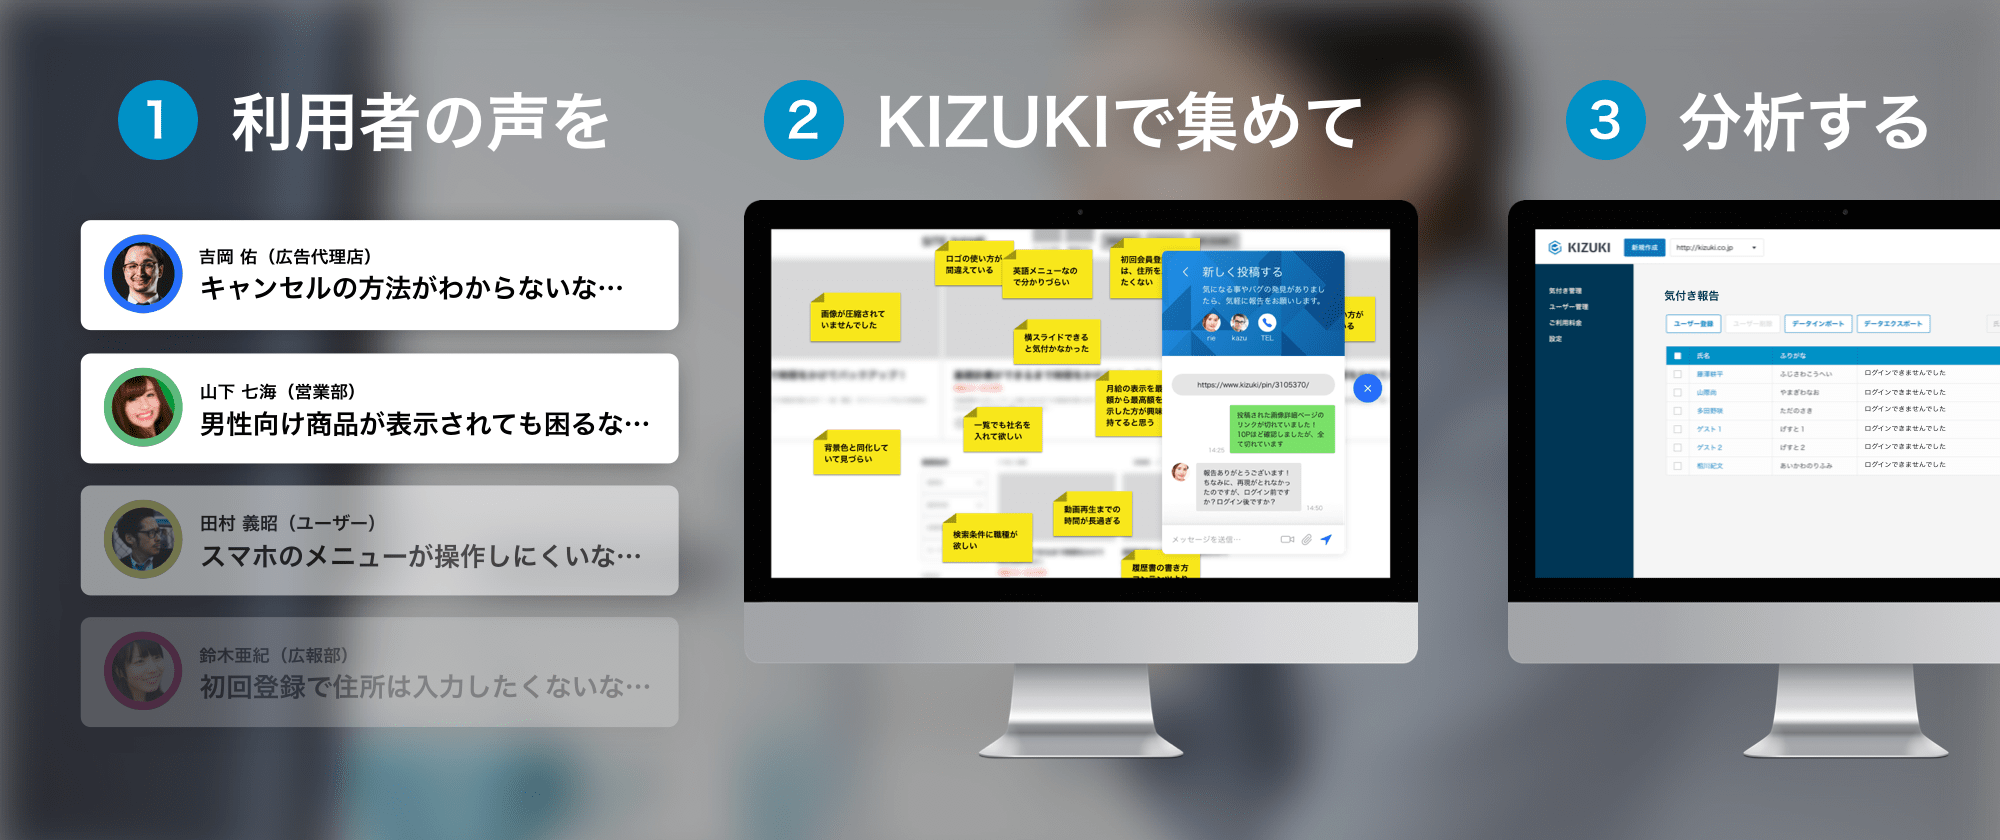 1 利用者の声を
吉岡 佑（広告代理店）
キャンセルの方法がわからないな…
山下 七海（営業部）
男性向け商品が表示されても困るな…
田村 義昭（ユーザー）
スマホのメニューが操作しにくいな…
鈴木亜紀（広報部）
初回登録で住所は入力したくないな…
2 KIZUKIで集めて
ロゴの使い方が
間違えている
英語メニューなの
で分かりづらい
初回会員登
は、住所を
たくない
画像が圧縮されて
いませんでした
横スライドできる
と気付かなかった
い方が
る
月給の表示を最
額から最高額を
示した方が興味
持てると思う
一覧でも社名を
入れて欲しい
背景色と同化して
いて見づらい
動画再生までの
時間が長過ぎる
検索条件に職種が
欲しい
履歴書の書き方
新しく投稿する
気になる事やバグの発見がありまし
たら、気軽に報告をお願いします。
rie kazu TEL
https://www.kizuki/pin/3105370/
投稿された画像詳細ページの
リンクが切れていました！
10Pほど確認しましたが、全
て切れています
14:25
報告ありがとうございます！
ちなみに、再現がとれなかっ
たのですが、ログイン前です
か？ログイン後ですか？
14:50
メッセージを送信…
3 分析する
KIZUKI 新規作成 http://kizuki.co.jp
気付き管理
ユーザー管理
ご利用料金
設定
気付き報告
ユーザー登録 ユーザー削除 データインポート データエクスポート
氏名 ふりがな
藤澤耕平 ふじさわこうへい ログインできませんでした
山際尚 やまぎわなお ログインできませんでした
多田野咲 ただのさき ログインできませんでした
ゲスト1 げすと1 ログインできませんでした
ゲスト2 げすと2 ログインできませんでした
相川紀文 あいかわのりふみ ログインできませんでした